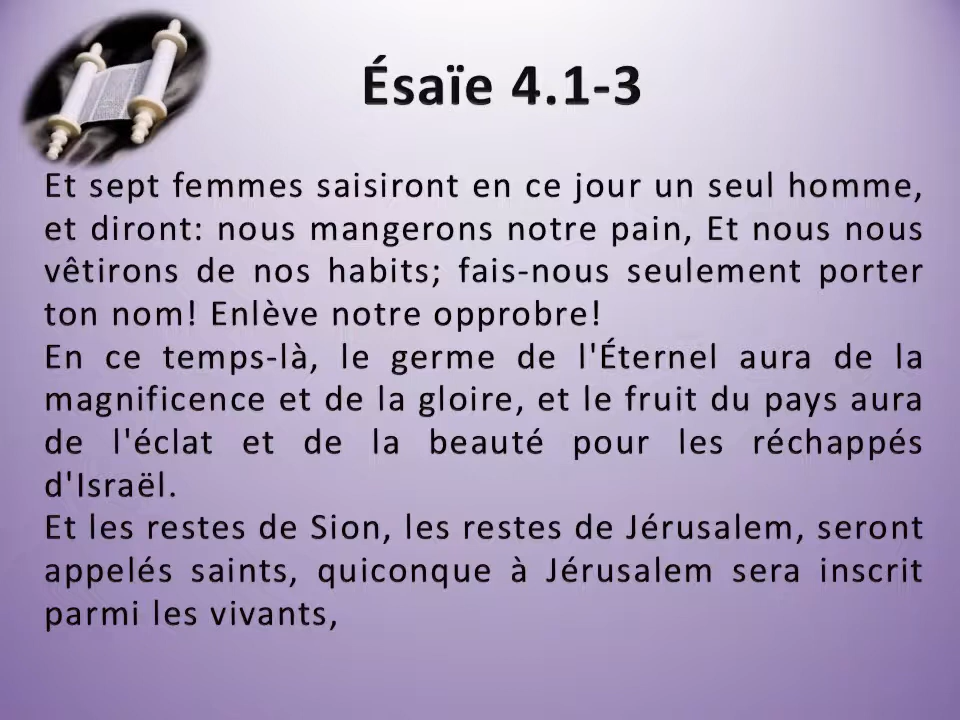 Ésaïe 4.1-3
Et sept femmes saisiront en ce jour un seul homme,
et diront: nous mangerons notre pain, Et nous nous
vêtirons de nos habits; fais-nous seulement porter
ton nom! Enlève notre opprobre!
En ce temps-là, le germe de l'Éternel aura de la
magnificence et de la gloire, et le fruit du pays aura
de l'éclat et de la beauté pour les réchappés
d'Israël.
Et les restes de Sion, les restes de Jérusalem, seront
appelés saints, quiconque à Jérusalem sera inscrit
parmi les vivants,